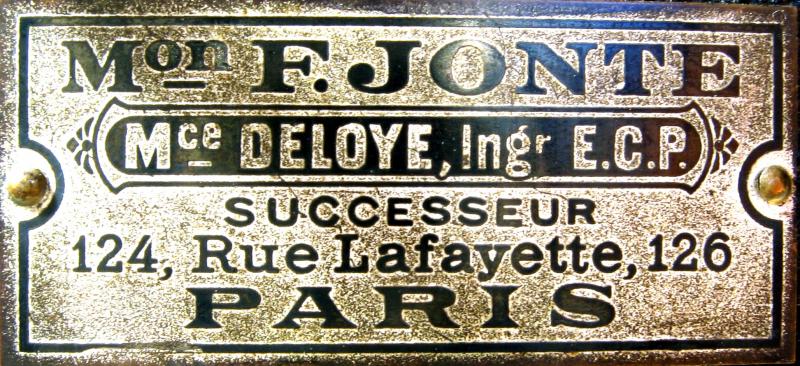 Mon F. JONTE
Mce DELOYE, Ingr E.C.P.
SUCCESSEUR
124, Rue Lafayette, 126
PARIS